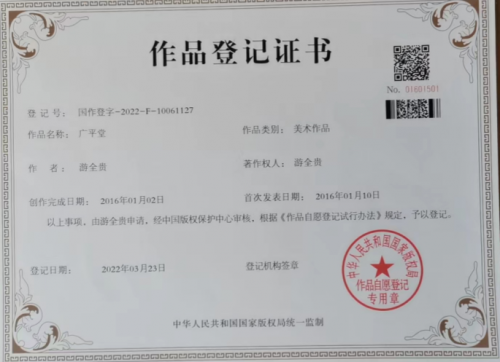 作品登记证书
No. 01601501
登 记 号: 国作登字-2022-F-10061127
作品名称: 广平堂 作品类别: 美术作品
作 者: 游全贵 著作权人: 游全贵
创作完成日期: 2016年01月02日 首次发表日期: 2016年01月10日
以上事项,由游全贵申请,经中国版权保护中心审核,根据《作品自愿登记试行办法》规定,予以登记。
登记日期: 2022年03月23日 登记机构签章
中华人民共和国国家版权局
作品自愿登记
专用章
中华人民共和国国家版权局统一监制